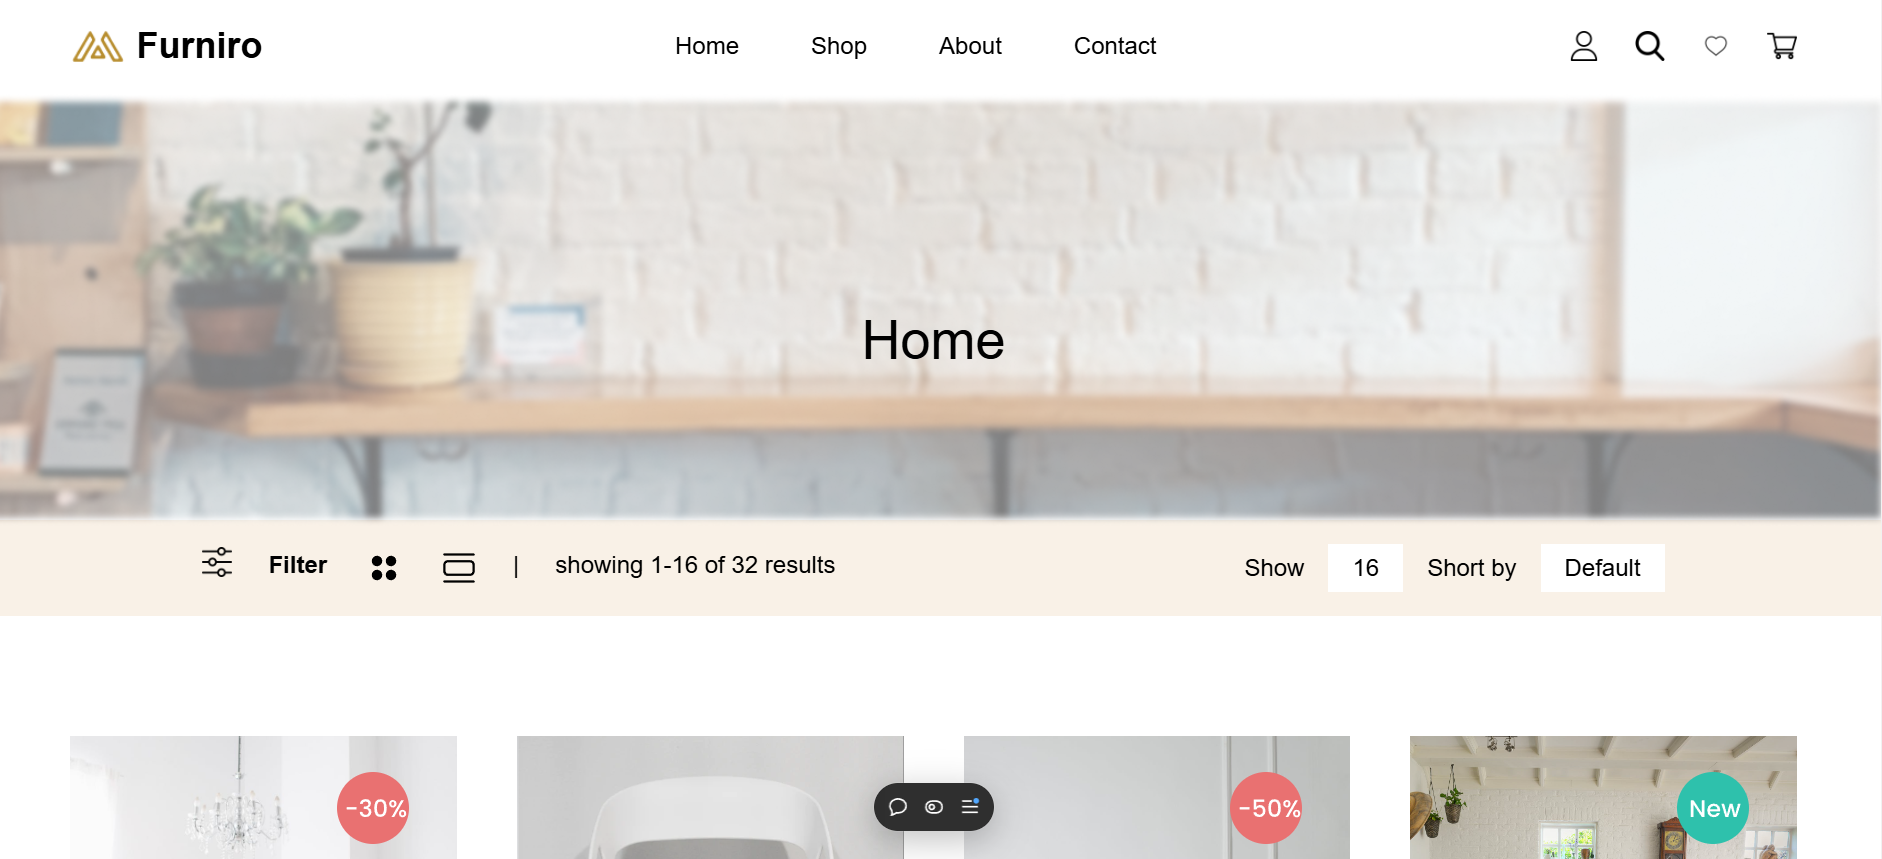 Furniro
Home
Shop
About
Contact
Home
Filter
|
showing 1-16 of 32 results
Show
16
Short by
Default
-30%
-50%
New